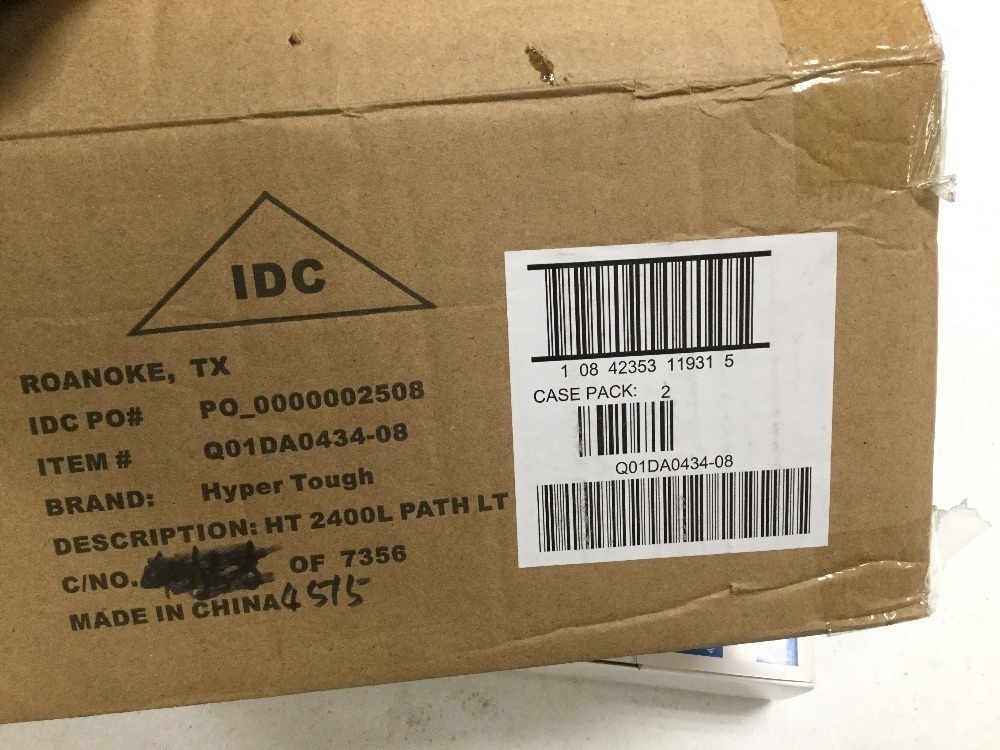 IDC
ROANOKE, TX
IDC PO# PO_0000002508
ITEM # Q01DA0434-08
BRAND: Hyper Tough
DESCRIPTION: HT 2400L PATH LT
C/NO. OF 7356
MADE IN CHINA 4515
1 08 42353 11931 5
CASE PACK: 2
Q01DA0434-08